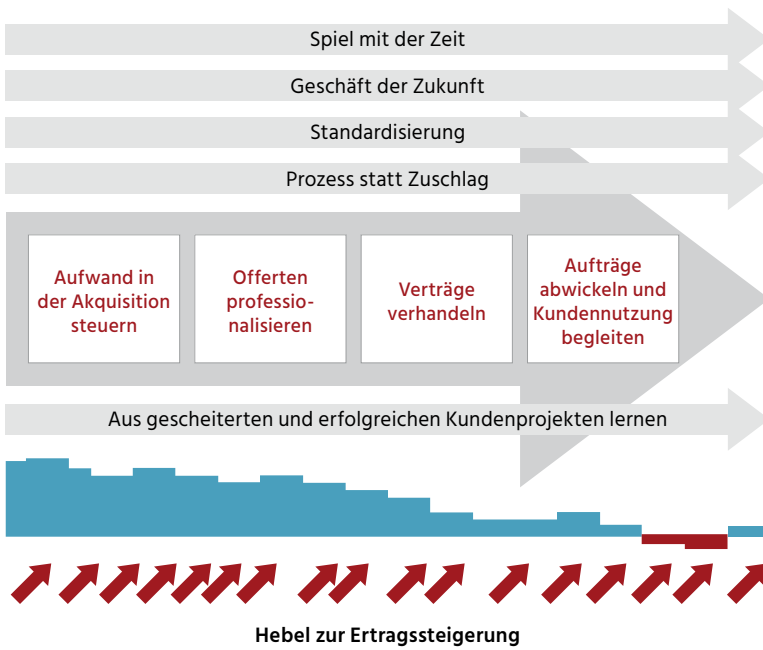 Spiel mit der Zeit
Geschäft der Zukunft
Standardisierung
Prozess statt Zuschlag
Aufwand in
der Akquisition
steuern
Offerten
professio-
nalisieren
Verträge
verhandeln
Aufträge
abwickeln und
Kundennutzung
begleiten
Aus gescheiterten und erfolgreichen Kundenprojekten lernen
Hebel zur Ertragssteigerung